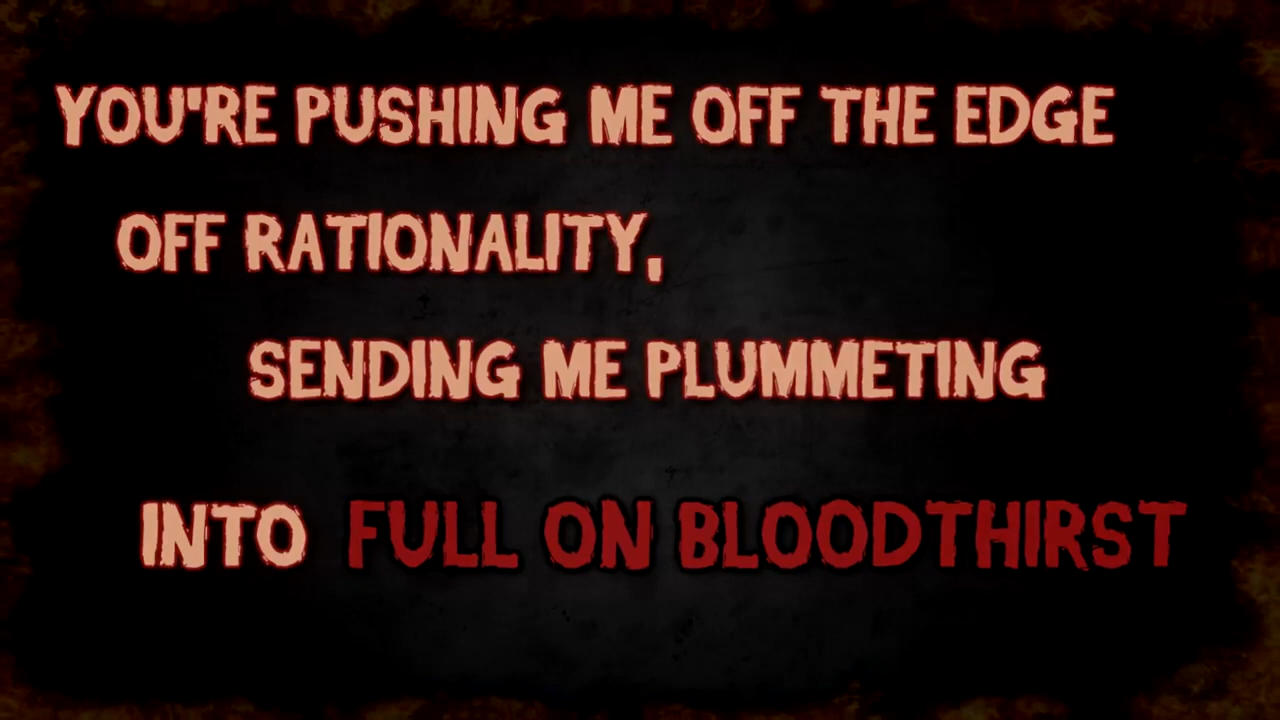 YOU'RE PUSHING ME OFF THE EDGE
OFF RATIONALITY,
SENDING ME PLUMMETING
INTO FULL ON BLOODTHIRST